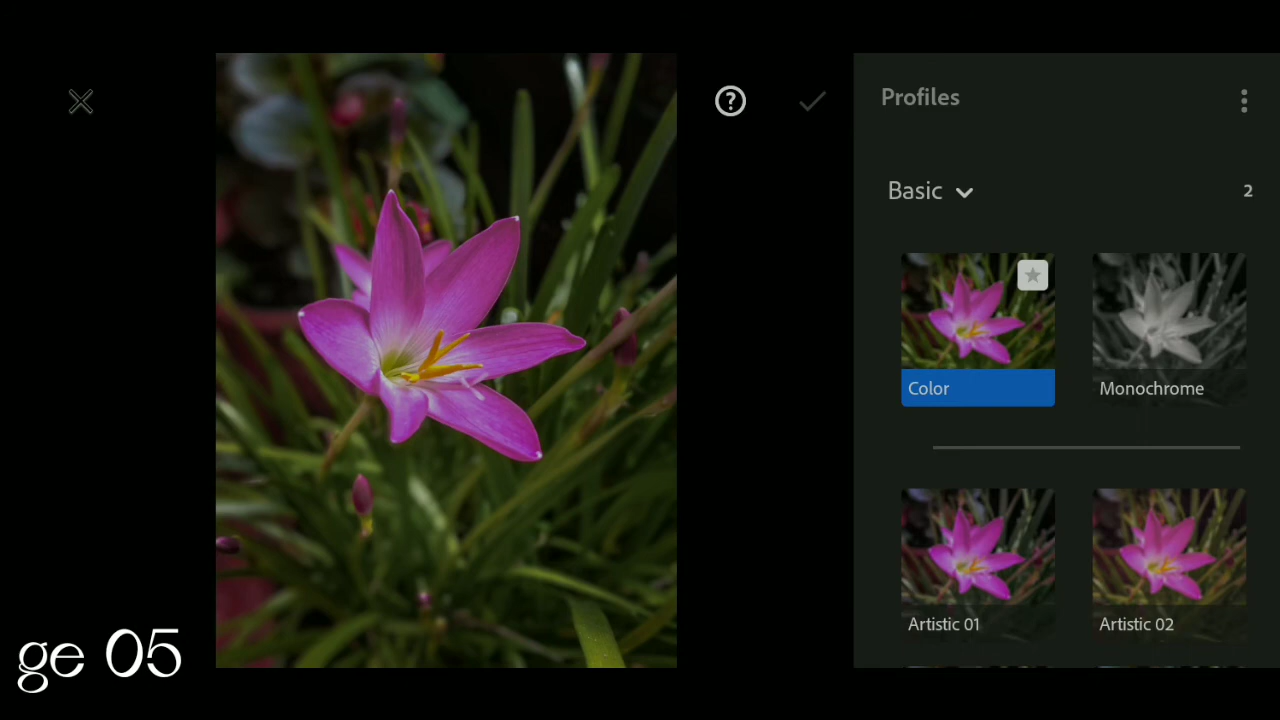 Profiles
Basic
2
Color
Monochrome
Artistic 01
Artistic 02
ge 05